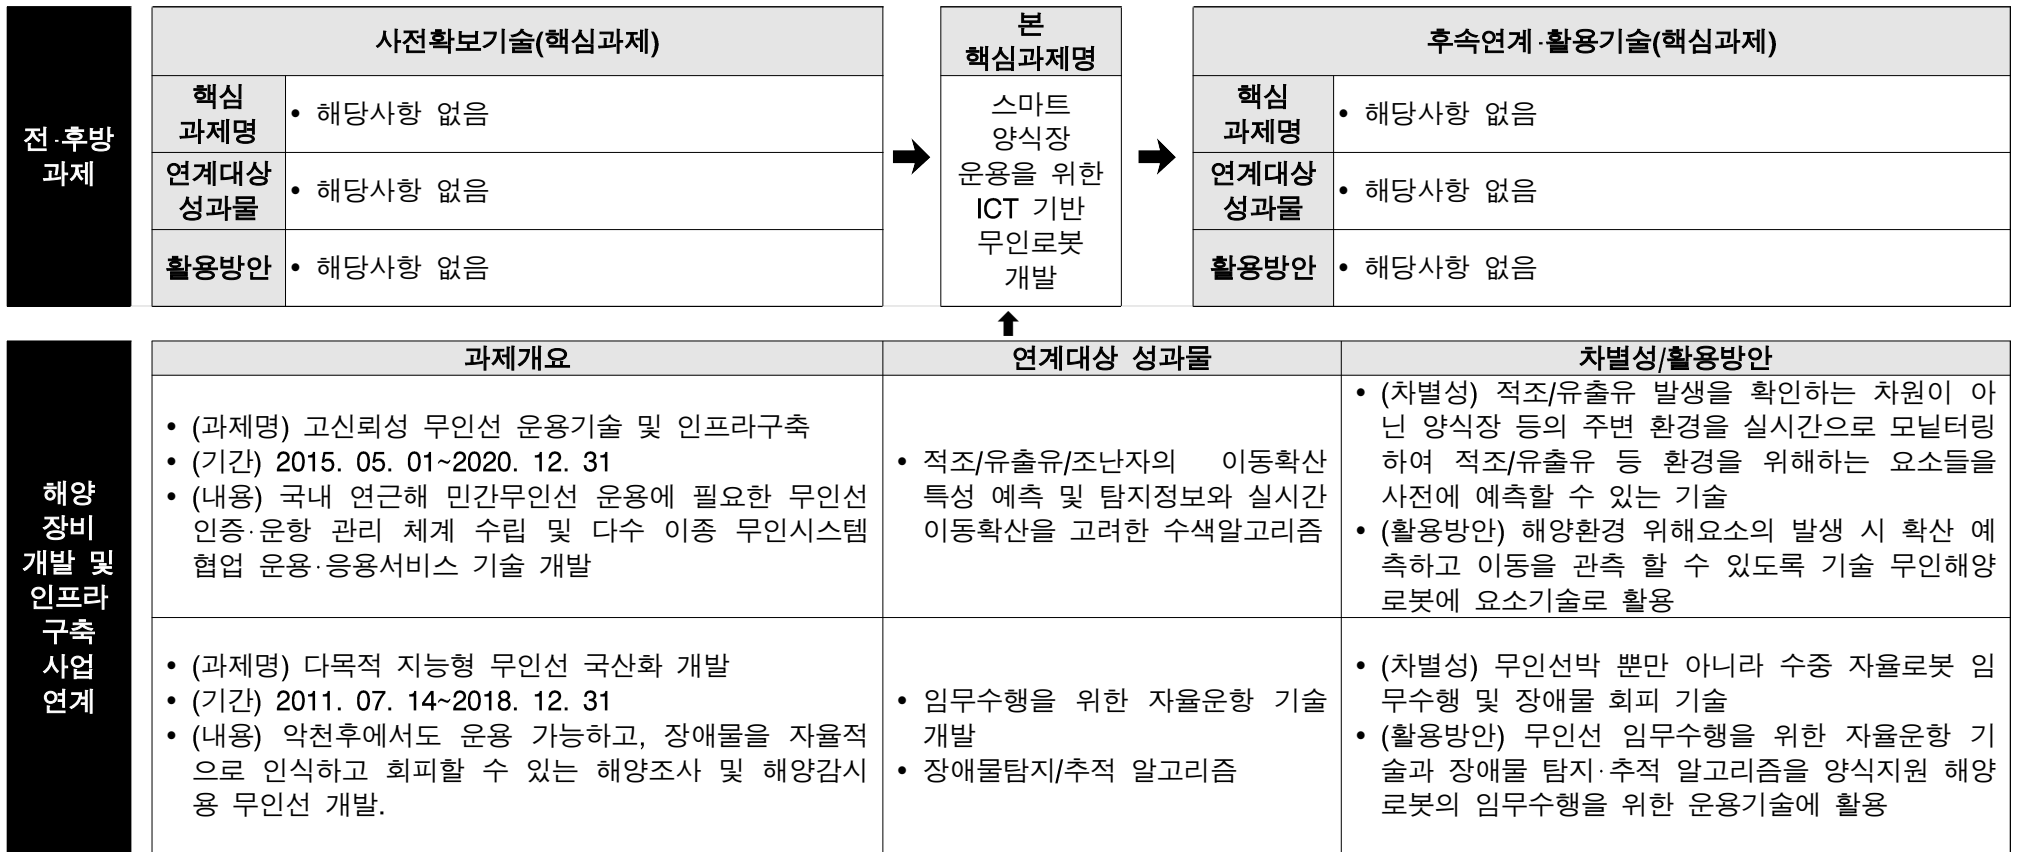 전·후방
과제
사전확보기술(핵심과제)
핵심
과제명
• 해당사항 없음
연계대상
성과물
• 해당사항 없음
활용방안
• 해당사항 없음
본
핵심과제명
스마트
양식장
운용을 위한
ICT 기반
무인로봇
개발
후속연계·활용기술(핵심과제)
핵심
과제명
• 해당사항 없음
연계대상
성과물
• 해당사항 없음
활용방안
• 해당사항 없음
해양
장비
개발 및
인프라
구축
사업
연계
과제개요
연계대상 성과물
차별성/활용방안
• (과제명) 고신뢰성 무인선 운용기술 및 인프라구축
• (기간) 2015. 05. 01~2020. 12. 31
• (내용) 국내 연근해 민간무인선 운용에 필요한 무인선
인증·운항 관리 체계 수립 및 다수 이종 무인시스템
협업 운용·응용서비스 기술 개발
• 적조/유출유/조난자의 이동확산
특성 예측 및 탐지정보와 실시간
이동확산을 고려한 수색알고리즘
• (차별성) 적조/유출유 발생을 확인하는 차원이 아
닌 양식장 등의 주변 환경을 실시간으로 모닡터링
하여 적조/유출유 등 환경을 위해하는 요소들을
사전에 예측할 수 있는 기술
• (활용방안) 해양환경 위해요소의 발생 시 확산 예
측하고 이동을 관측 할 수 있도록 기술 무인해양
로봇에 요소기술로 활용
• (과제명) 다목적 지능형 무인선 국산화 개발
• (기간) 2011. 07. 14~2018. 12. 31
• (내용) 악천후에서도 운용 가능하고, 장애물을 자율적
으로 인식하고 회피할 수 있는 해양조사 및 해양감시
용 무인선 개발.
• 임무수행을 위한 자율운항 기술
개발
• 장애물탐지/추적 알고리즘
• (차별성) 무인선박 뿐만 아니라 수중 자율로봇 임
무수행 및 장애물 회피 기술
• (활용방안) 무인선 임무수행을 위한 자율운항 기
술과 장애물 탐지·추적 알고리즘을 양식지원 해양
로봇의 임무수행을 위한 운용기술에 활용